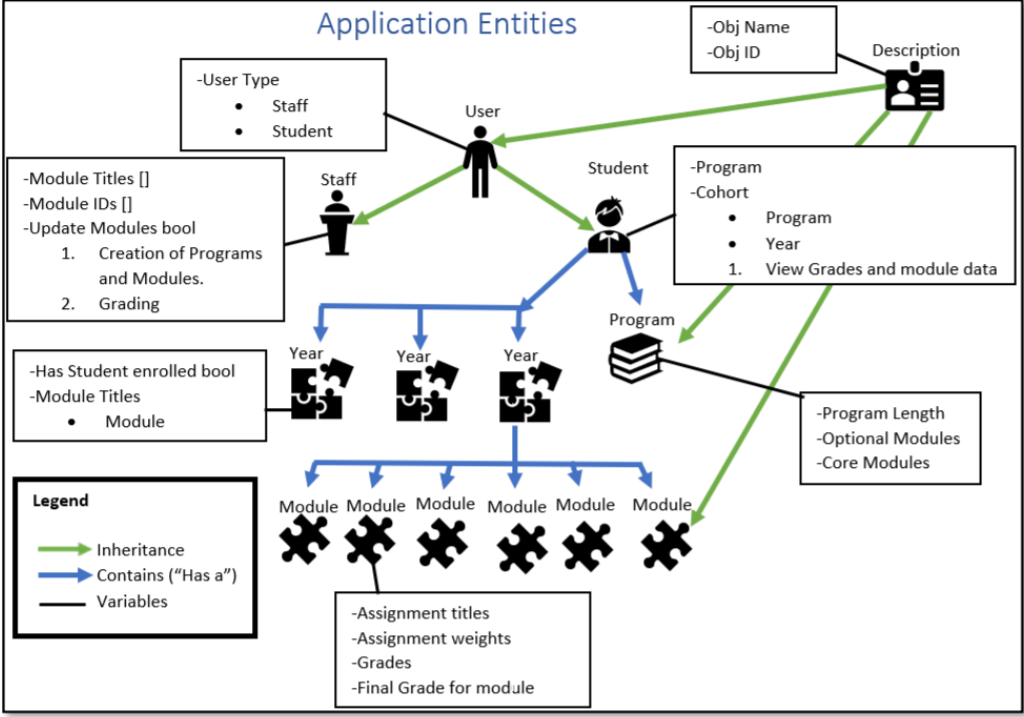 Application Entities
-Obj Name
-Obj ID
Description
-User Type
• Staff
• Student
User
Student
Staff
-Module Titles []
-Module IDs []
-Update Modules bool
1. Creation of Programs
and Modules.
2. Grading
-Program
-Cohort
• Program
• Year
1. View Grades and module data
Program
Year
Year
Year
-Has Student enrolled bool
-Module Titles
• Module
-Program Length
-Optional Modules
-Core Modules
Module
Module
Module
Module
Module
Module
Legend
Inheritance
Contains (“Has a”)
Variables
-Assignment titles
-Assignment weights
-Grades
-Final Grade for module